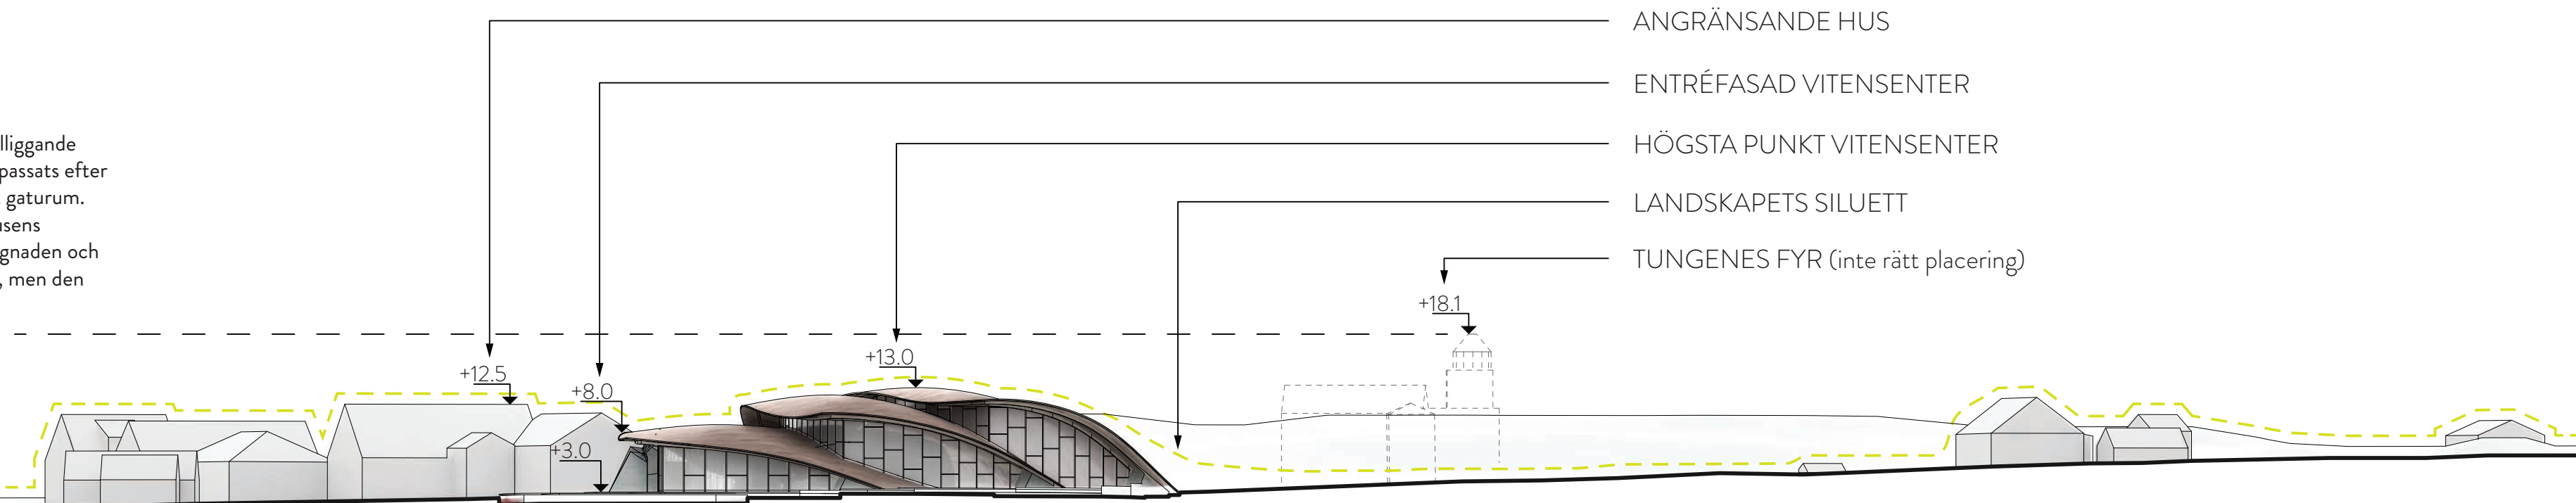 ANGRÄNSANDE HUS
ENTRÉFASAD VITENSENTER
HÖGSTA PUNKT VITENSENTER
LANDSKAPETS SILUETT
TUNGENES FYR (inte rätt placering)
lliggande
passats efter
gaturum.
usens
gnaden och
, men den
+18.1
+13.0
+12.5
+8.0
+3.0